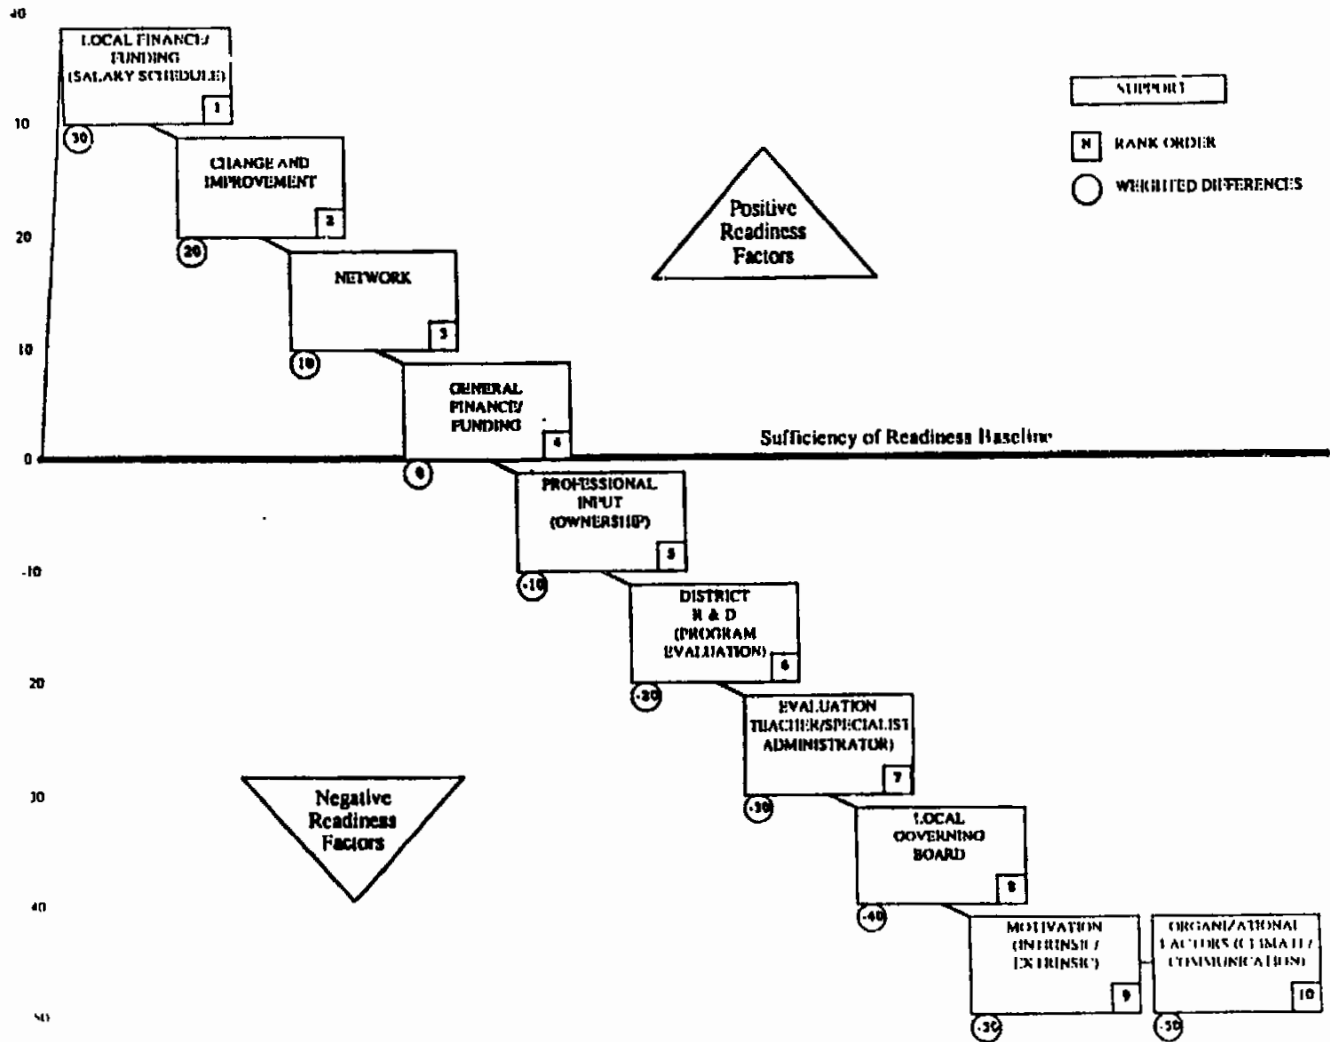 40
LOCAL FINANCE/
FUNDING
(SALARY SCHEDULE)
1
10
30
SUPPORT
N RANK ORDER
WEIGHTED DIFFERENCES
CHANGE AND
IMPROVEMENT
2
20
20
Positive
Readiness
Factors
NETWORK
3
10
10
GENERAL
FINANCE/
FUNDING
4
Sufficiency of Readiness Baseline
0
0
PROFESSIONAL
INPUT
(OWNERSHIP)
5
-10
-10
DISTRICT
R & D
(PROGRAM
EVALUATION)
6
20
-20
EVALUATION
TEACHER/SPECIALIST
ADMINISTRATOR)
7
30
-30
Negative
Readiness
Factors
LOCAL
GOVERNING
BOARD
8
40
-40
MOTIVATION
(INTRINSIC/
EXTRINSIC)
9
ORGANIZATIONAL
FACTORS (CLIMATE/
COMMUNICATION)
10
50
-50
-50